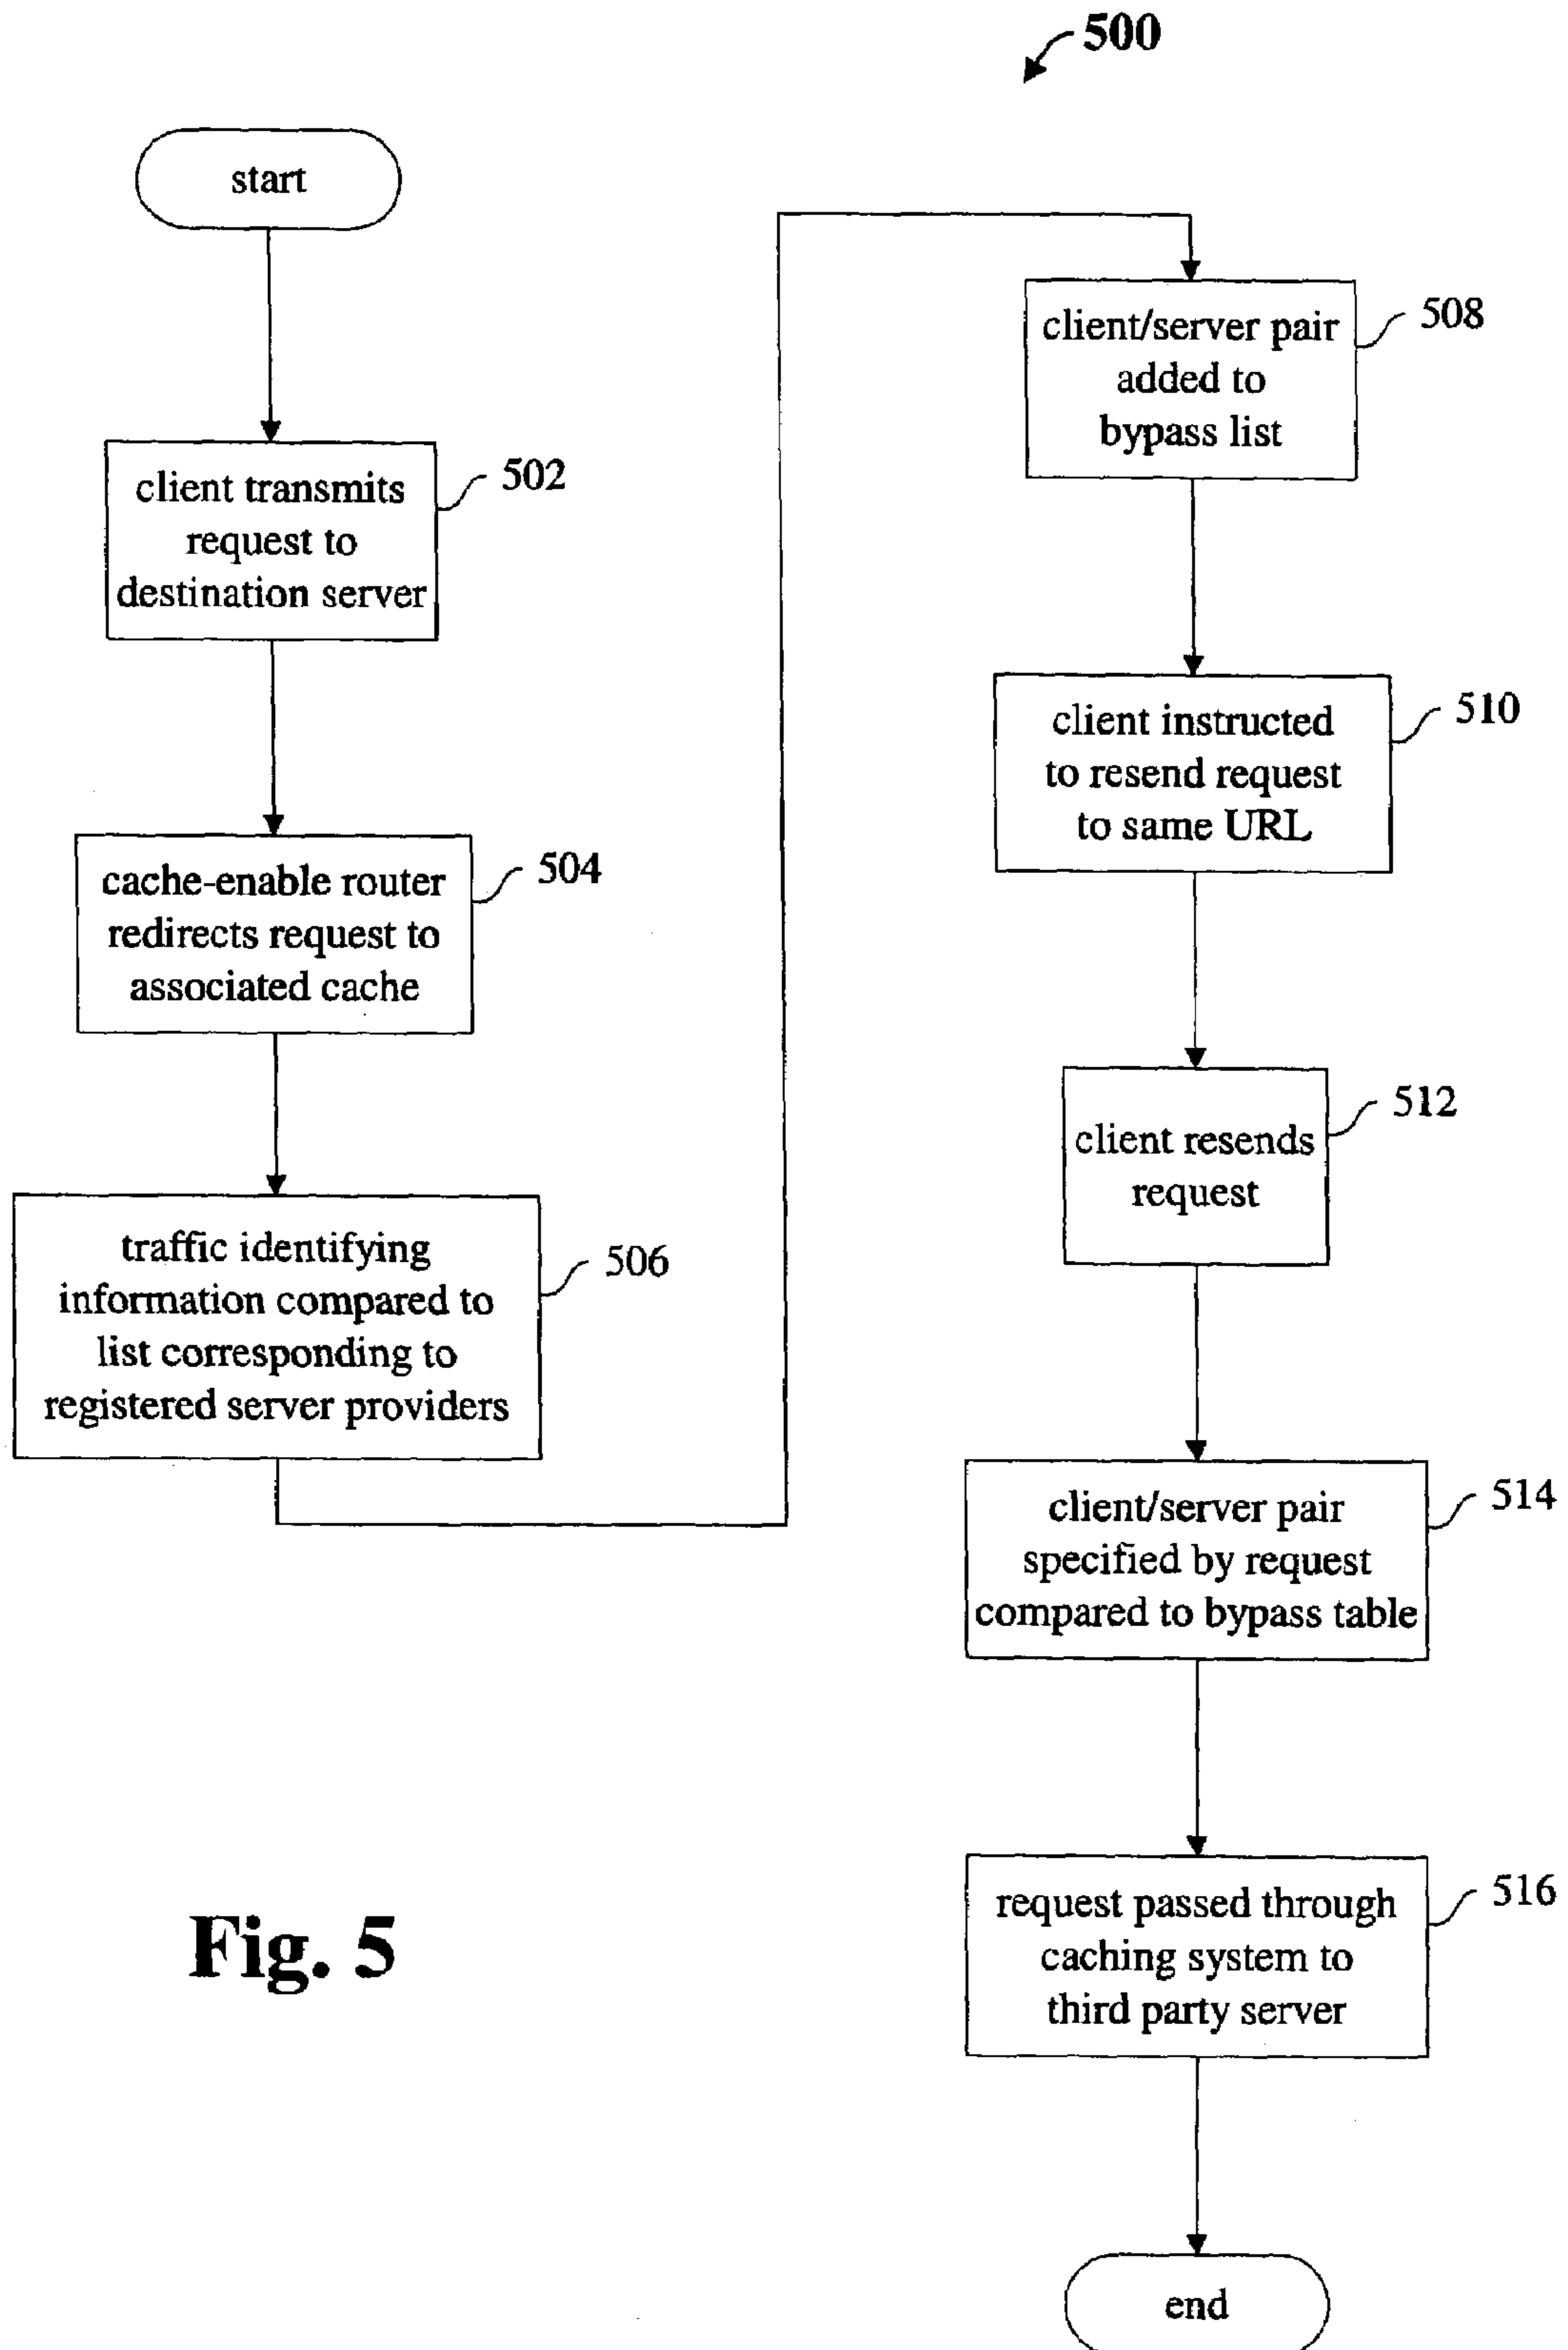 500
start
client transmits
request to
destination server
502
cache-enable router
redirects request to
associated cache
504
traffic identifying
information compared to
list corresponding to
registered server providers
506
client/server pair
added to
bypass list
508
client instructed
to resend request
to same URL
510
client resends
request
512
client/server pair
specified by request
compared to bypass table
514
request passed through
caching system to
third party server
516
end
Fig. 5